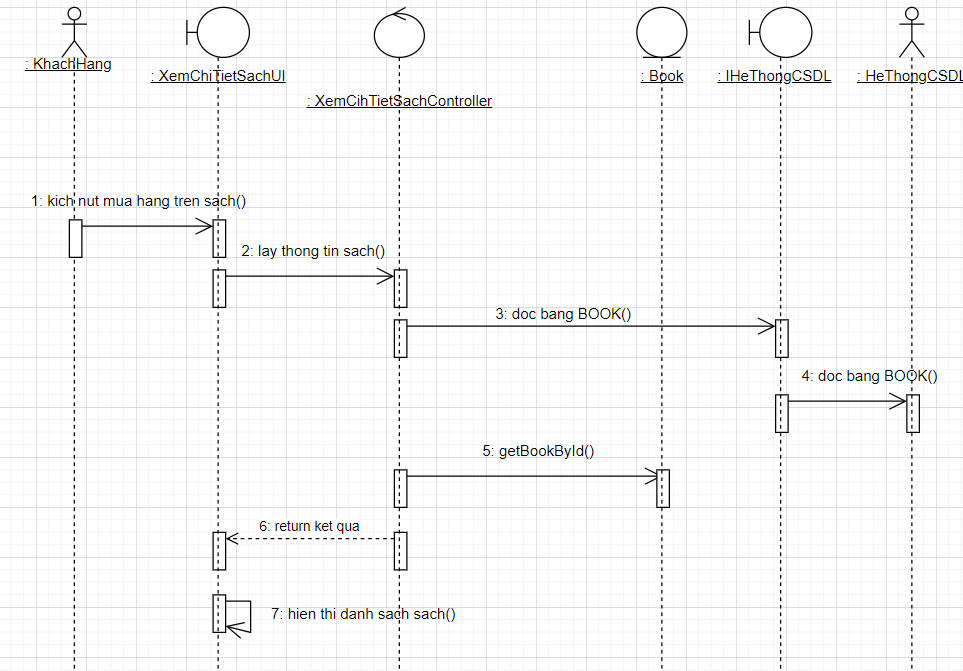 : KhachHang
: XemChiTietSachUI
: XemCihTietSachController
: Book
: IHeThongCSDL
: HeThongCSDL
1: kich nut mua hang tren sach()
2: lay thong tin sach()
3: doc bang BOOK()
4: doc bang BOOK()
5: getBookById()
6: return ket qua
7: hien thi danh sach sach()